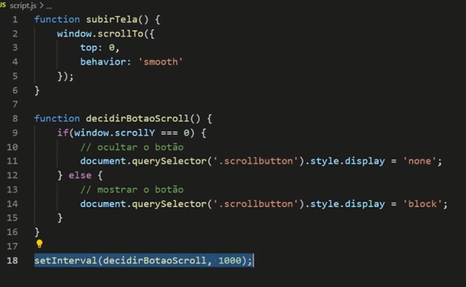 JS script.js > ...
1 function subirTela() {
2     window.scrollTo({
3         top: 0,
4         behavior: 'smooth'
5     });
6 }
7
8 function decidirBotaoScroll() {
9     if(window.scrollY === 0) {
10         // ocultar o botão
11         document.querySelector('.scrollbutton').style.display = 'none';
12     } else {
13         // mostrar o botão
14         document.querySelector('.scrollbutton').style.display = 'block';
15     }
16 }
17
18 setInterval(decidirBotaoScroll, 1000);